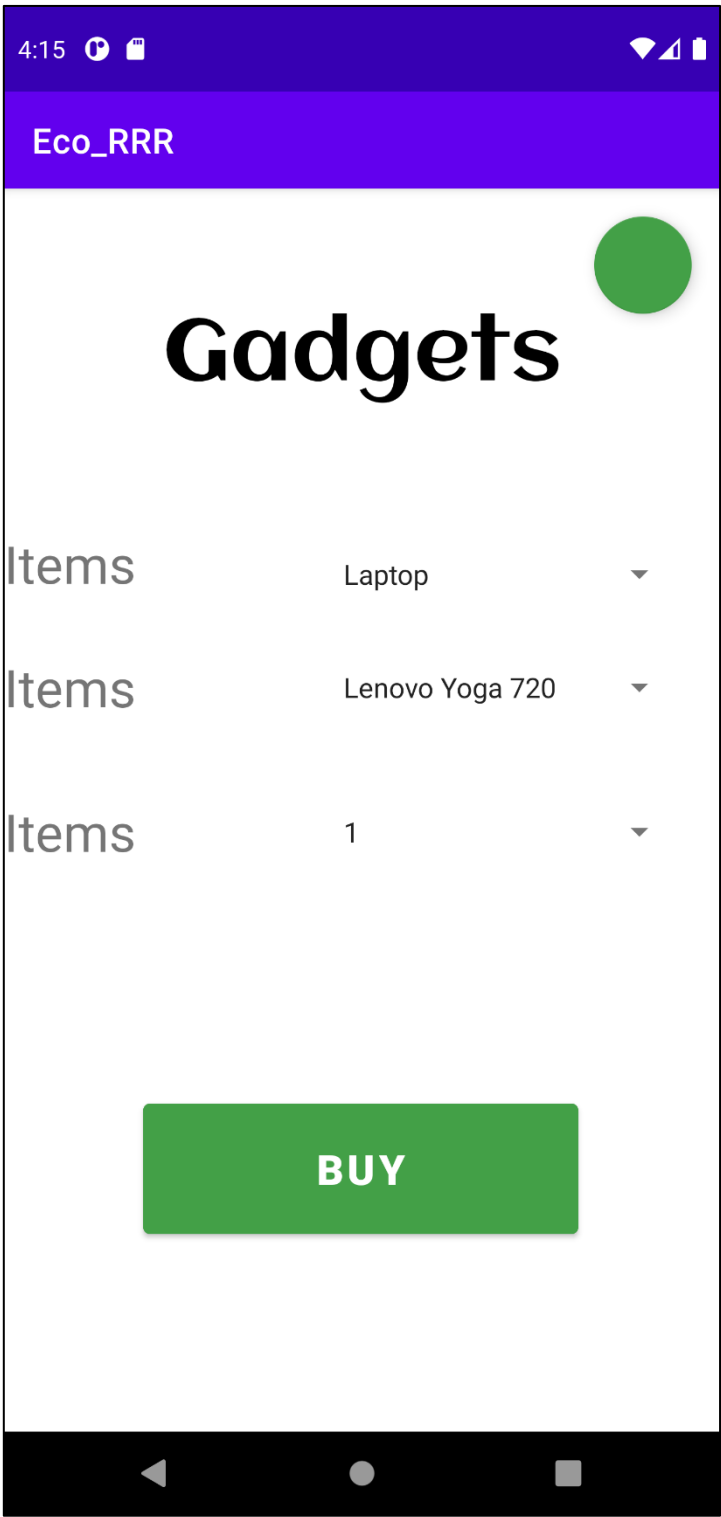 4:15
Eco_RRR
Gadgets
Items Laptop
Items Lenovo Yoga 720
Items 1
BUY